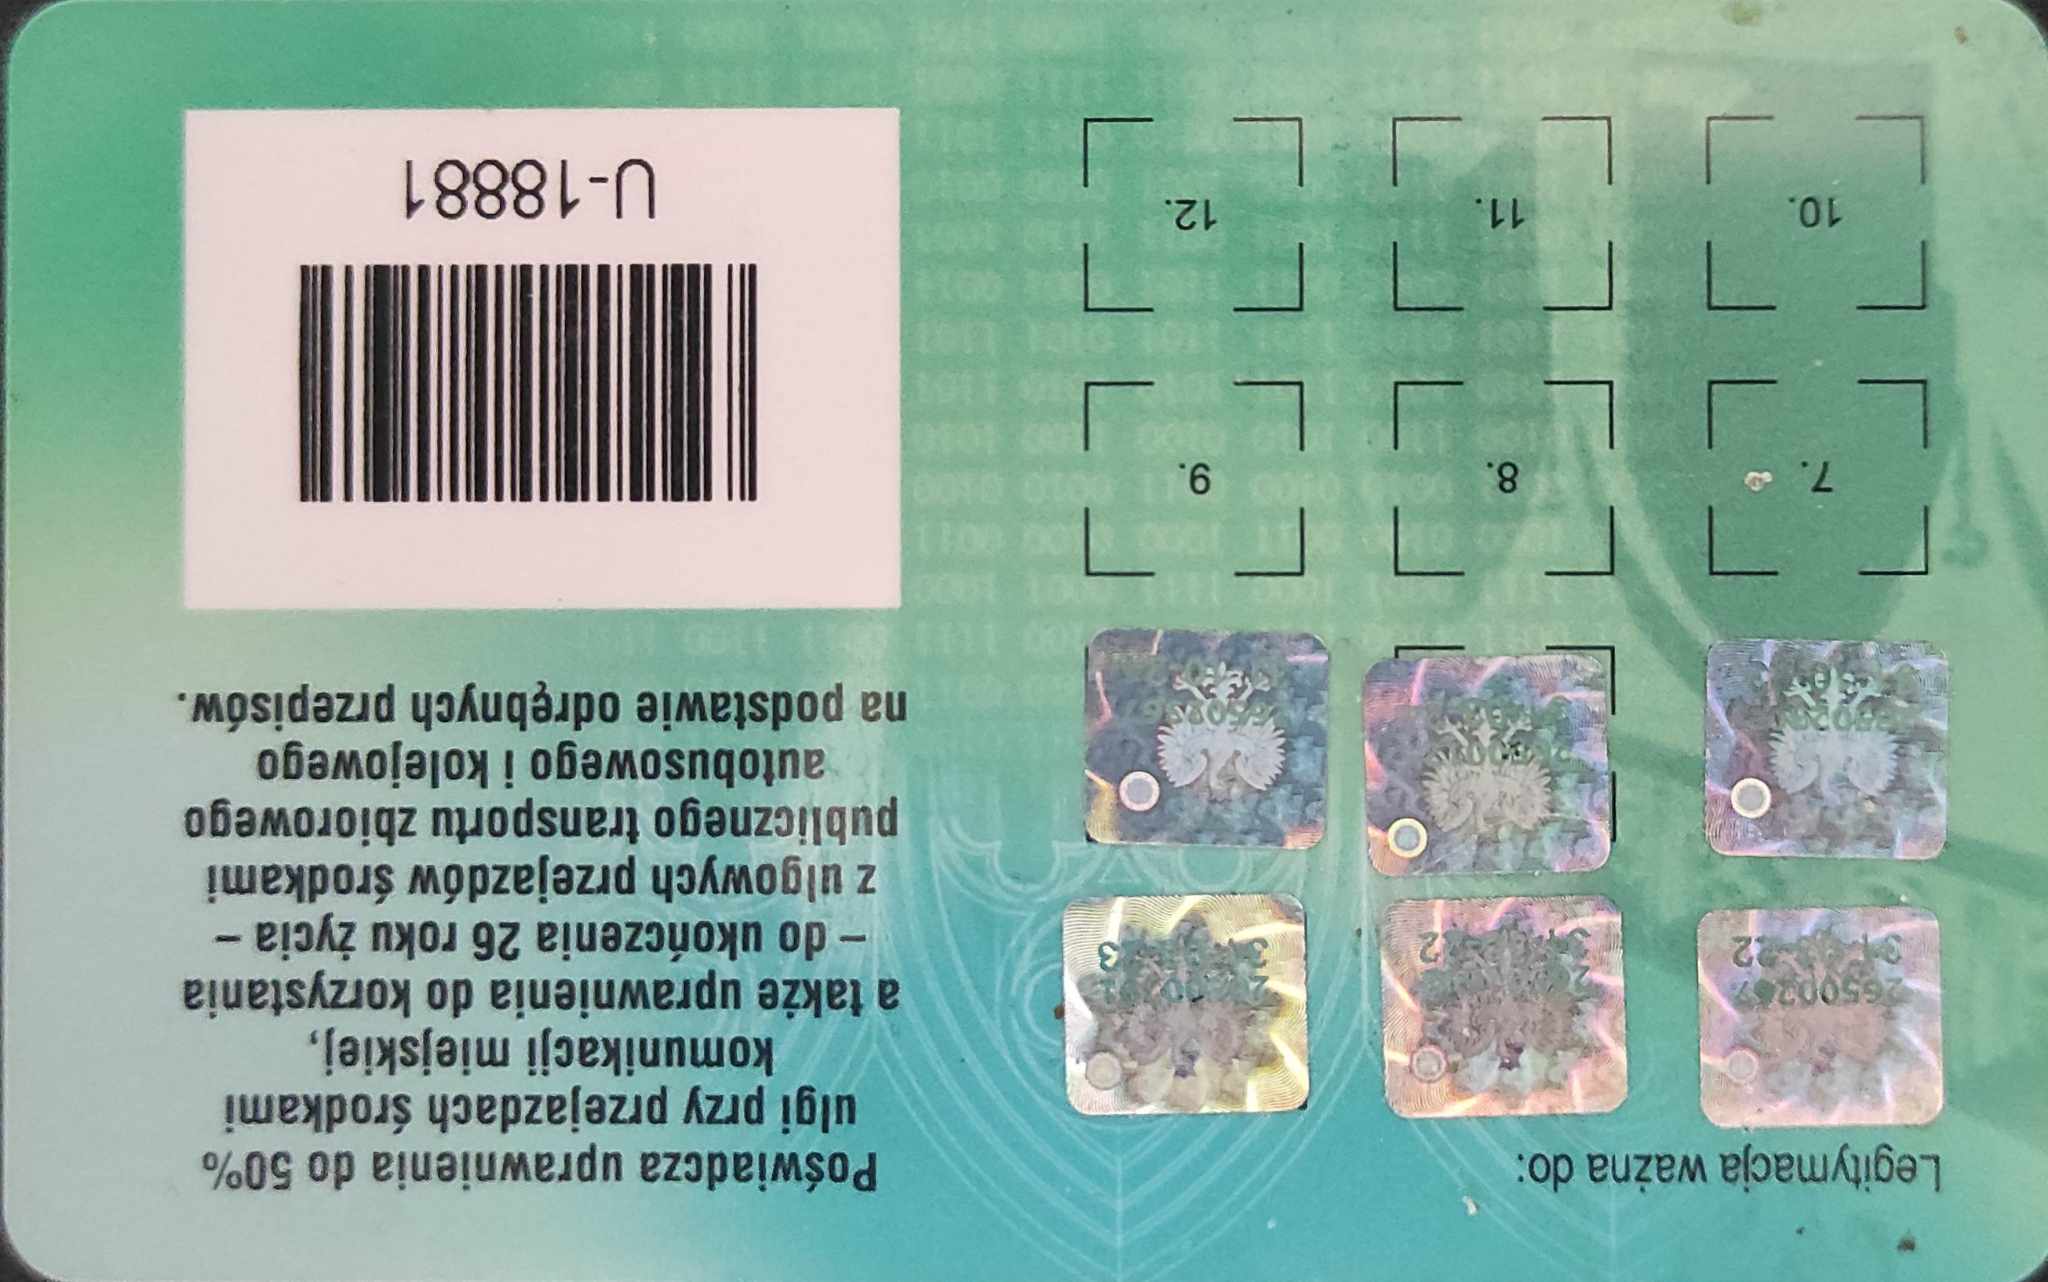 Legitymacja ważna do:
7.
8.
9.
10.
11.
12.
Poświadcza uprawnienia do 50%
ulgi przy przejazdach środkami
komunikacji miejskiej,
a także uprawnienia do korzystania
– do ukończenia 26 roku życia –
z ulgowych przejazdów środkami
publicznego transportu zbiorowego
autobusowego i kolejowego
na podstawie odrębnych przepisów.
U-18881